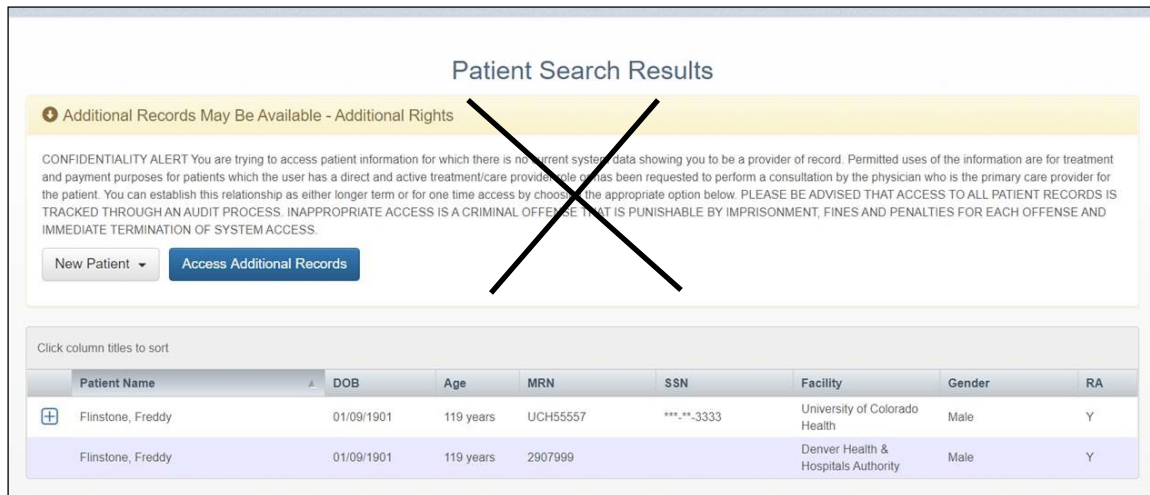 Patient Search Results
Additional Records May Be Available - Additional Rights
CONFIDENTIALITY ALERT You are trying to access patient information for which there is no current system data showing you to be a provider of record. Permitted uses of the information are for treatment
and payment purposes for patients which the user has a direct and active treatment/care provider role or has been requested to perform a consultation by the physician who is the primary care provider for
the patient. You can establish this relationship as either longer term or for one time access by choosing the appropriate option below. PLEASE BE ADVISED THAT ACCESS TO ALL PATIENT RECORDS IS
TRACKED THROUGH AN AUDIT PROCESS. INAPPROPRIATE ACCESS IS A CRIMINAL OFFENSE THAT IS PUNISHABLE BY IMPRISONMENT, FINES AND PENALTIES FOR EACH OFFENSE AND
IMMEDIATE TERMINATION OF SYSTEM ACCESS.
New Patient Access Additional Records
Click column titles to sort
Patient Name DOB Age MRN SSN Facility Gender RA
Flinstone, Freddy 01/09/1901 119 years UCH55557 ***-**-3333 University of Colorado Male Y
Health
Flinstone, Freddy 01/09/1901 119 years 2907999 Denver Health & Male Y
Hospitals Authority